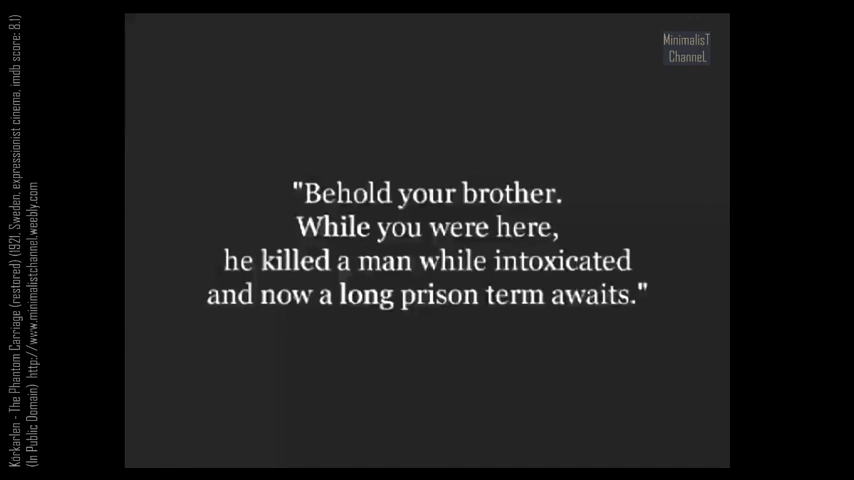 "Behold your brother.
While you were here,
he killed a man while intoxicated
and now a long prison term awaits."
MinimalisT
ChanneL
Körkarlen - The Phantom Carriage (restored) (1921, Sweden, expressionist cinema, imdb score: 8.1)
(In Public Domain) http://www.minimalistchannel.weebly.com